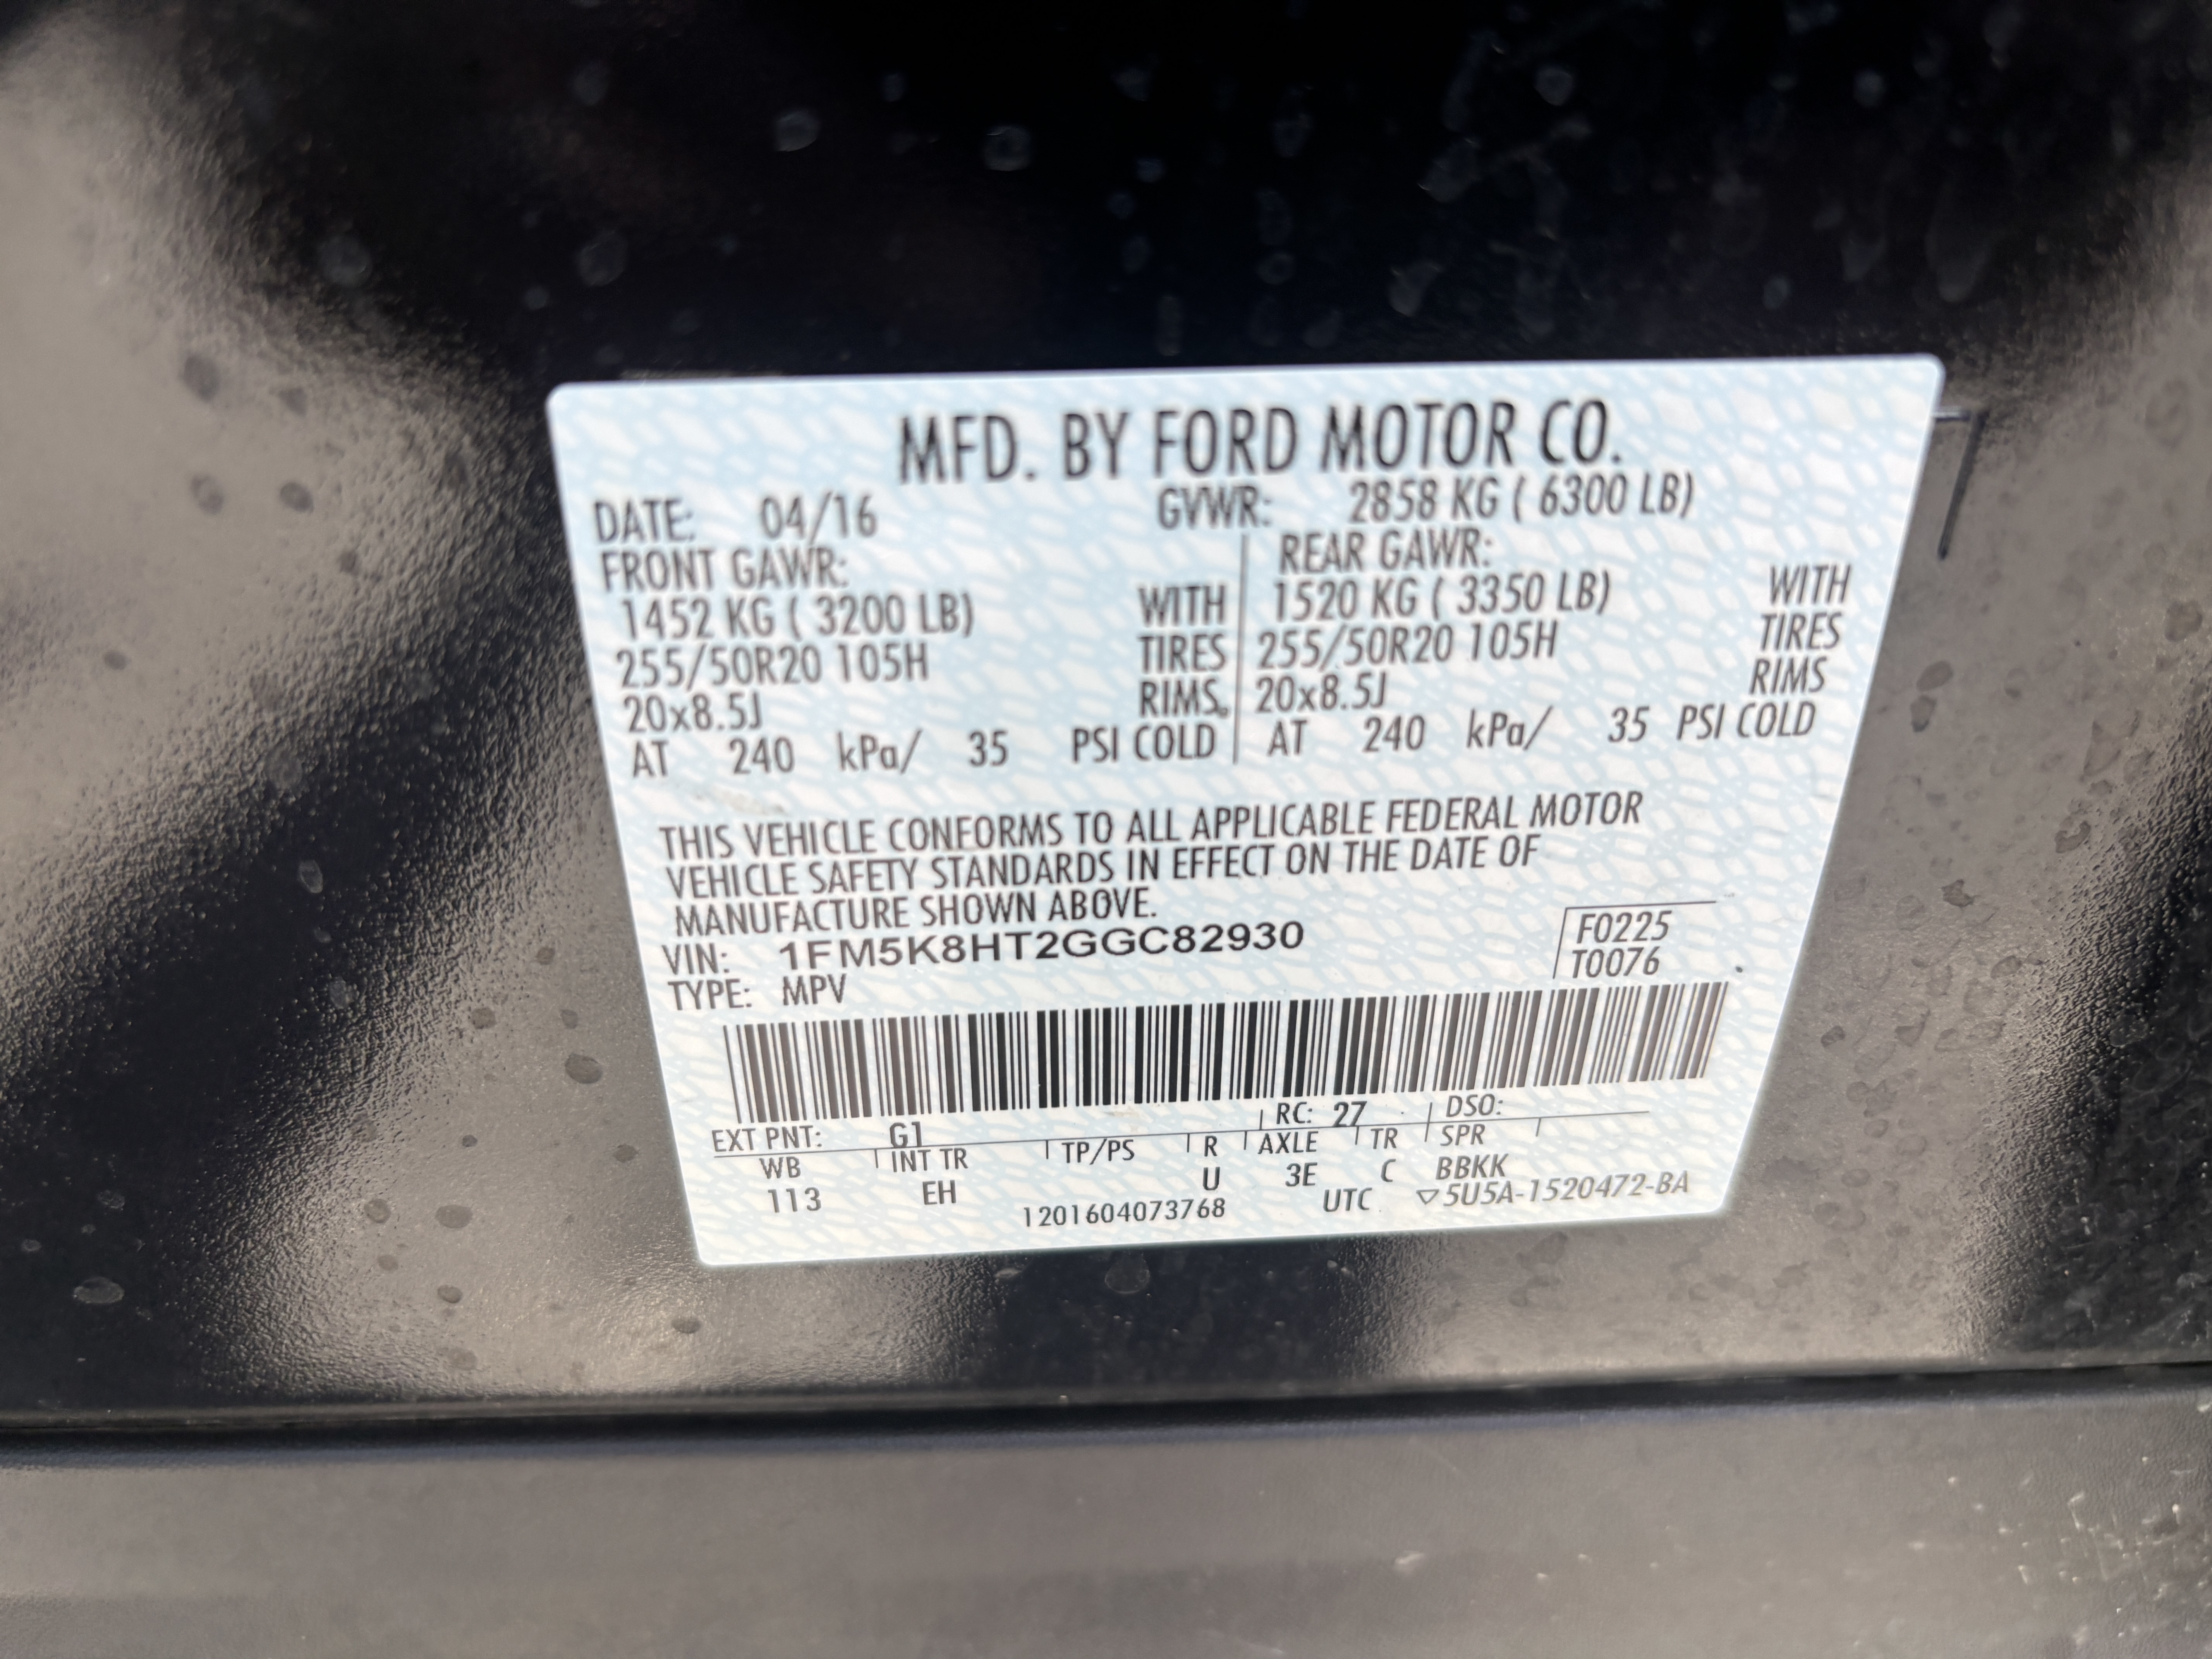 MFD. BY FORD MOTOR CO.
DATE: 04/16 GVWR: 2858 KG ( 6300 LB)
FRONT GAWR: REAR GAWR:
1452 KG ( 3200 LB) WITH 1520 KG ( 3350 LB) WITH
255/50R20 105H TIRES 255/50R20 105H TIRES
20x8.5J RIMS 20x8.5J RIMS
AT 240 kPa/ 35 PSI COLD AT 240 kPa/ 35 PSI COLD
THIS VEHICLE CONFORMS TO ALL APPLICABLE FEDERAL MOTOR
VEHICLE SAFETY STANDARDS IN EFFECT ON THE DATE OF
MANUFACTURE SHOWN ABOVE.
VIN: 1FM5K8HT2GGC82930 F0225
TYPE: MPV T0076
EXT PNT: G1 RC: 27 DSO:
WB INT TR TP/PS R AXLE TR SPR
113 EH U 3E C BBKK
1201604073768 UTC ▽5U5A-1520472-BA